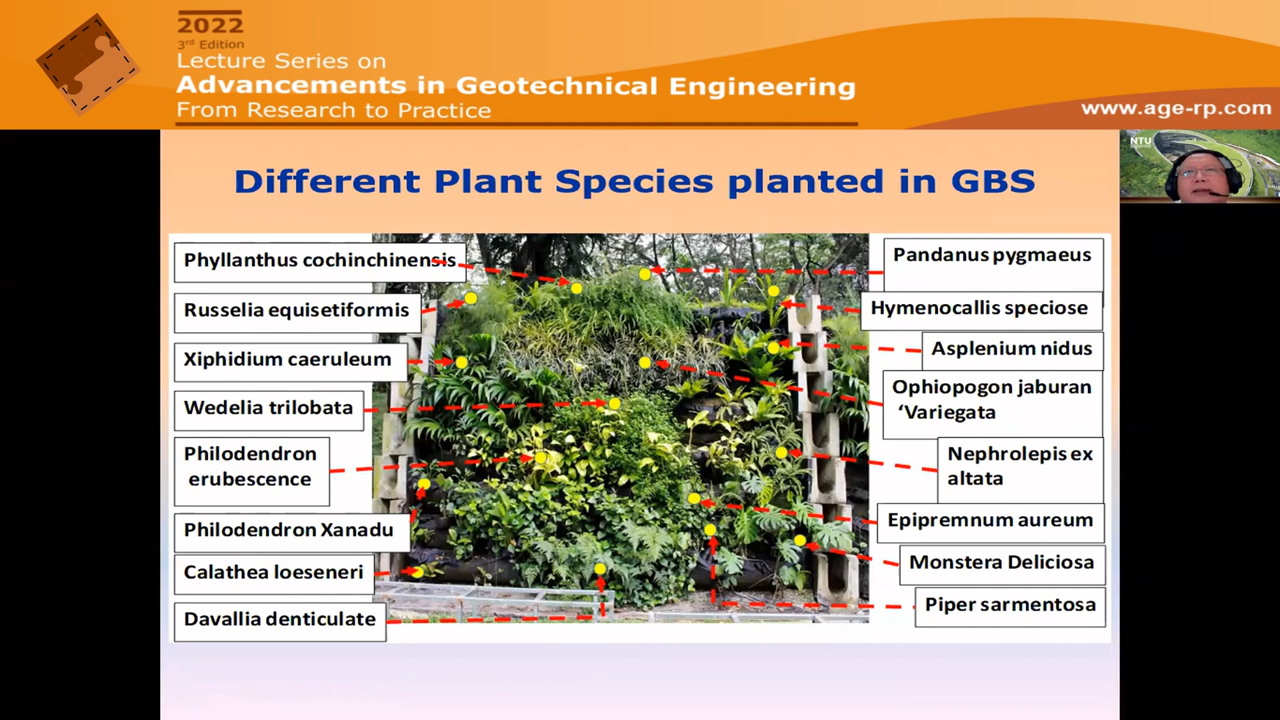 2022
3rd Edition
Lecture Series on
Advancements in Geotechnical Engineering
From Research to Practice
www.age-rp.com
NTU
Different Plant Species planted in GBS
Phyllanthus cochinchinensis
Russelia equisetiformis
Xiphidium caeruleum
Wedelia trilobata
Philodendron
erubescence
Philodendron Xanadu
Calathea loeseneri
Davallia denticulate
Pandanus pygmaeus
Hymenocallis speciose
Asplenium nidus
Ophiopogon jaburan
‘Variegata
Nephrolepis ex
altata
Epipremnum aureum
Monstera Deliciosa
Piper sarmentosa